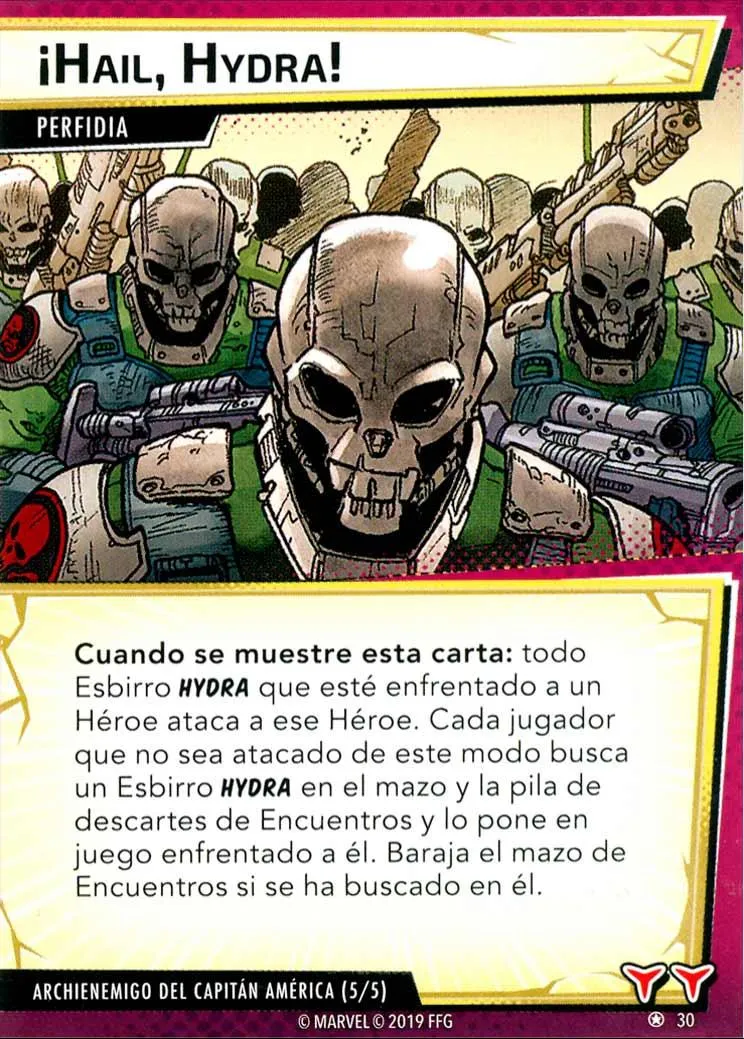 ¡HAIL, HYDRA!
PERFIDIA
Cuando se muestre esta carta: todo
Esbirro HYDRA que esté enfrentado a un
Héroe ataca a ese Héroe. Cada jugador
que no sea atacado de este modo busca
un Esbirro HYDRA en el mazo y la pila de
descartes de Encuentros y lo pone en
juego enfrentado a él. Baraja el mazo de
Encuentros si se ha buscado en él.
ARCHIENEMIGO DEL CAPITÁN AMÉRICA (5/5)
© MARVEL © 2019 FFG
30